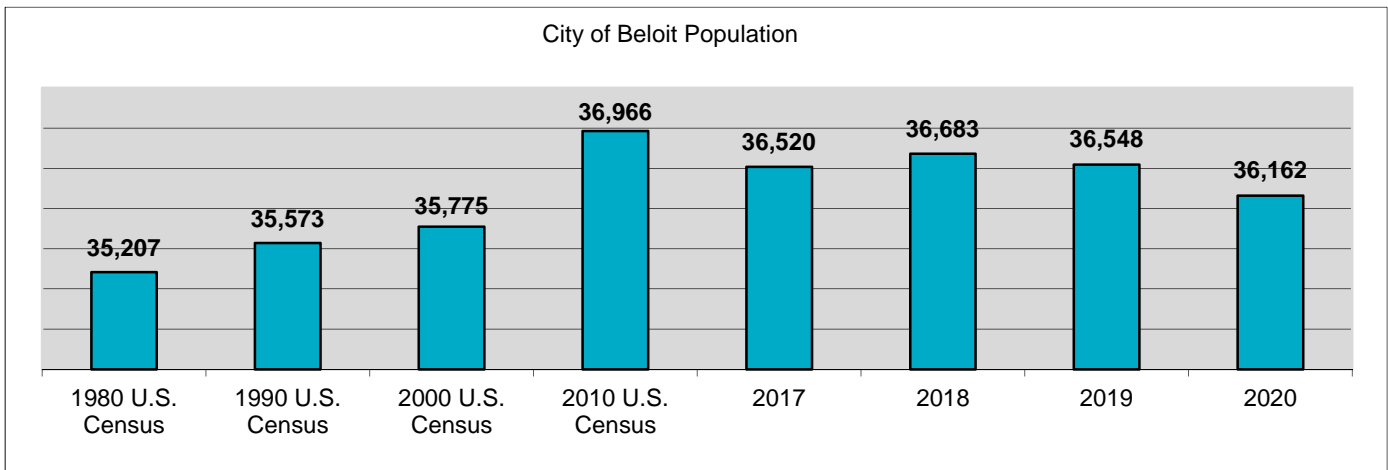 City of Beloit Population
35,207
35,573
35,775
36,966
36,520
36,683
36,548
36,162
1980 U.S.
Census
1990 U.S.
Census
2000 U.S.
Census
2010 U.S.
Census
2017
2018
2019
2020